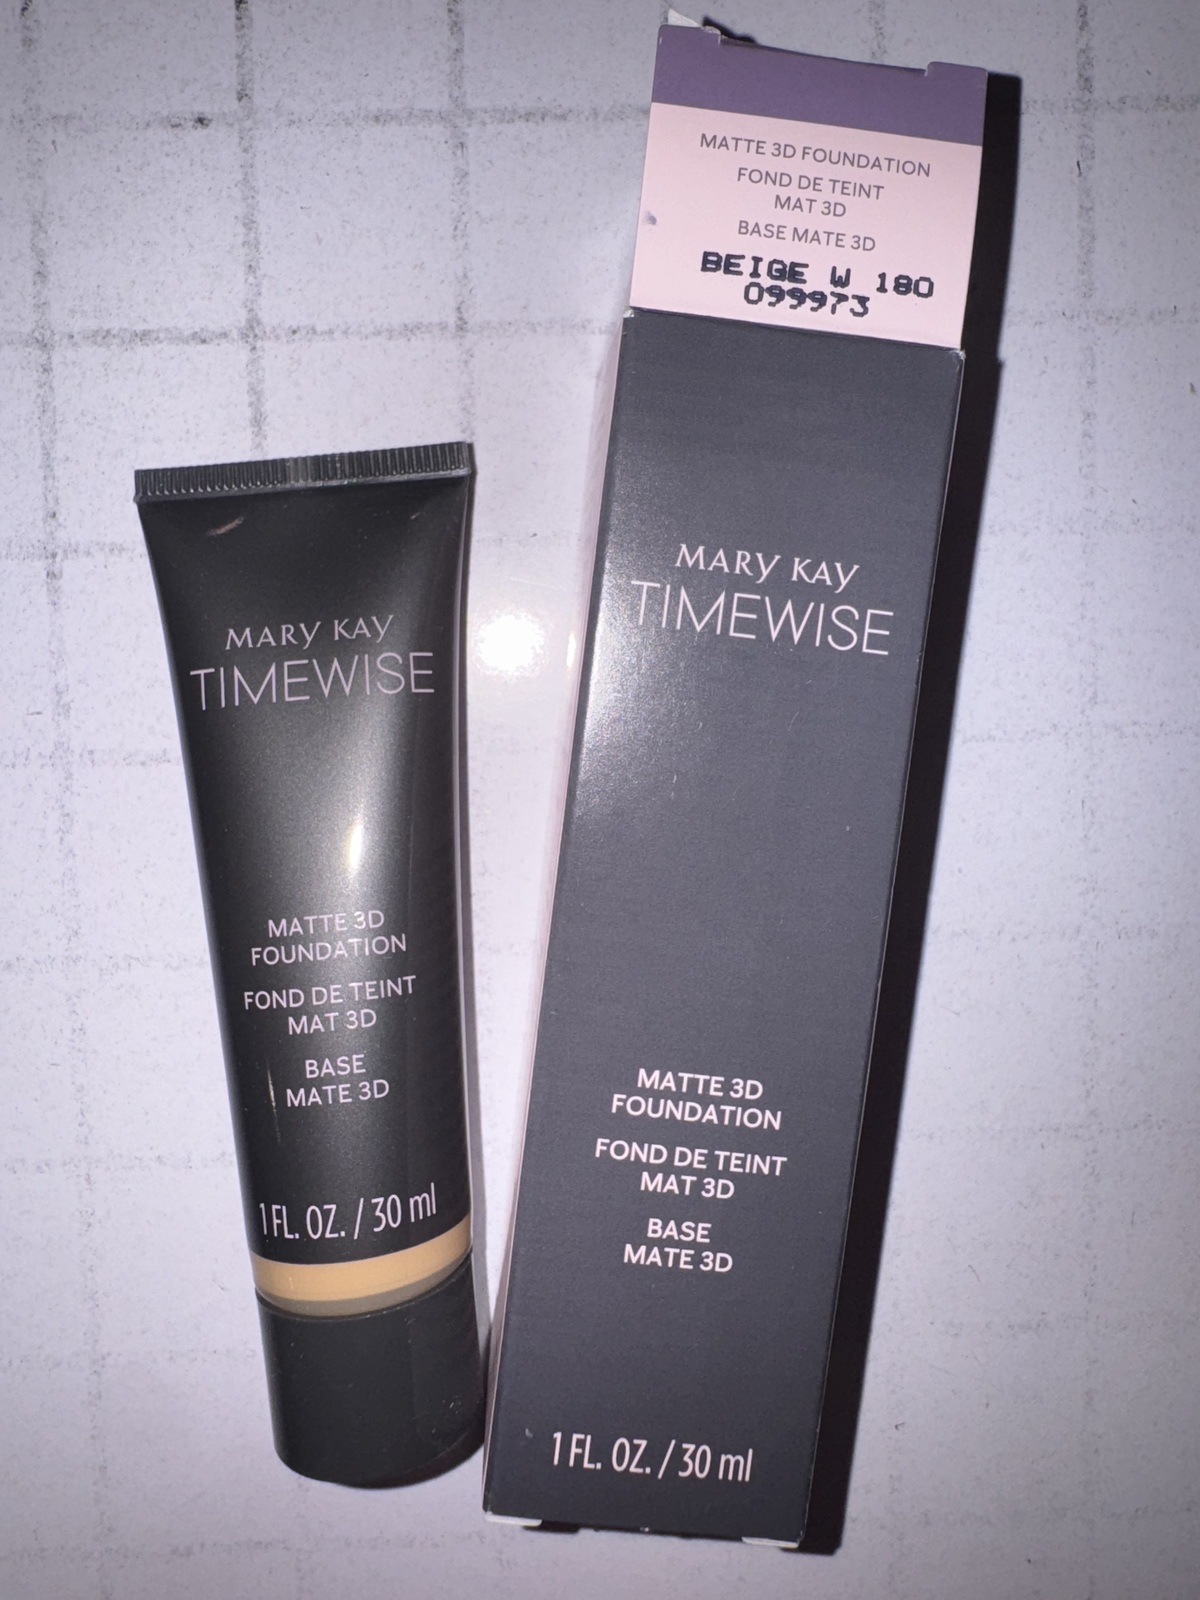 MATTE 3D FOUNDATION
FOND DE TEINT
MAT 3D
BASE MATE 3D
BEIGE W 180
099973
MARY KAY
TIMEWISE
MATTE 3D
FOUNDATION
FOND DE TEINT
MAT 3D
BASE
MATE 3D
1 FL. OZ. / 30 ml
MARY KAY
TIMEWISE
MATTE 3D
FOUNDATION
FOND DE TEINT
MAT 3D
BASE
MATE 3D
1 FL. OZ. / 30 ml